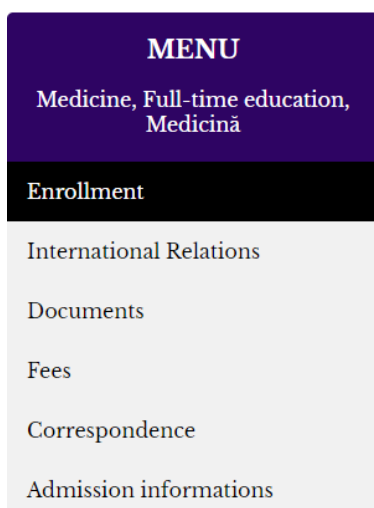 MENU
Medicine, Full-time education,
Medicină
Enrollment
International Relations
Documents
Fees
Correspondence
Admission informations